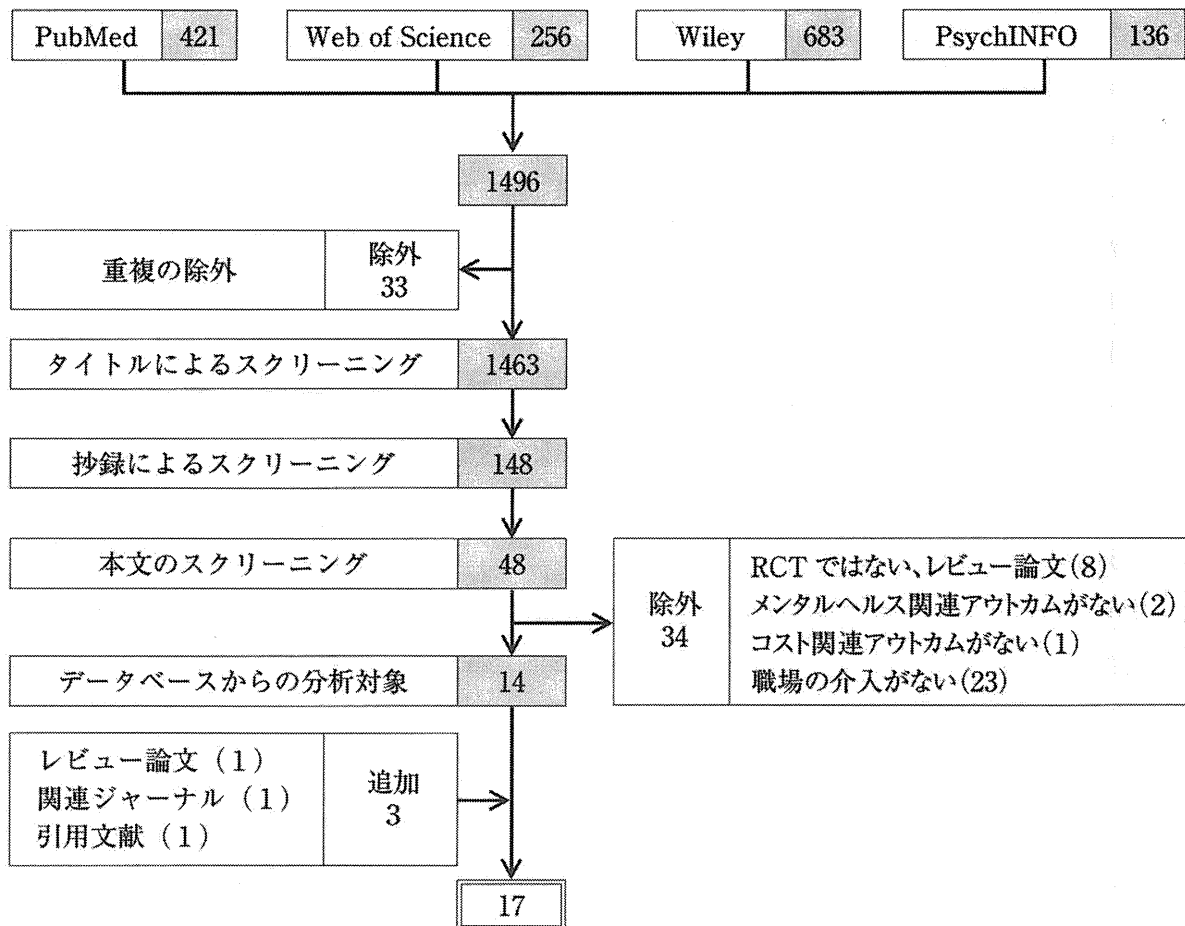 PubMed 421 Web of Science 256 Wiley 683 PsychINFO 136
1496
重複の除外 除外
33
タイトルによるスクリーニング 1463
抄録によるスクリーニング 148
本文のスクリーニング 48
除外
34
RCT ではない、レビュー論文(8)
メンタルヘルス関連アウトカムがない(2)
コスト関連アウトカムがない(1)
職場の介入がない(23)
データベースからの分析対象 14
レビュー論文 (1)
関連ジャーナル (1)
引用文献 (1)
追加
3
17